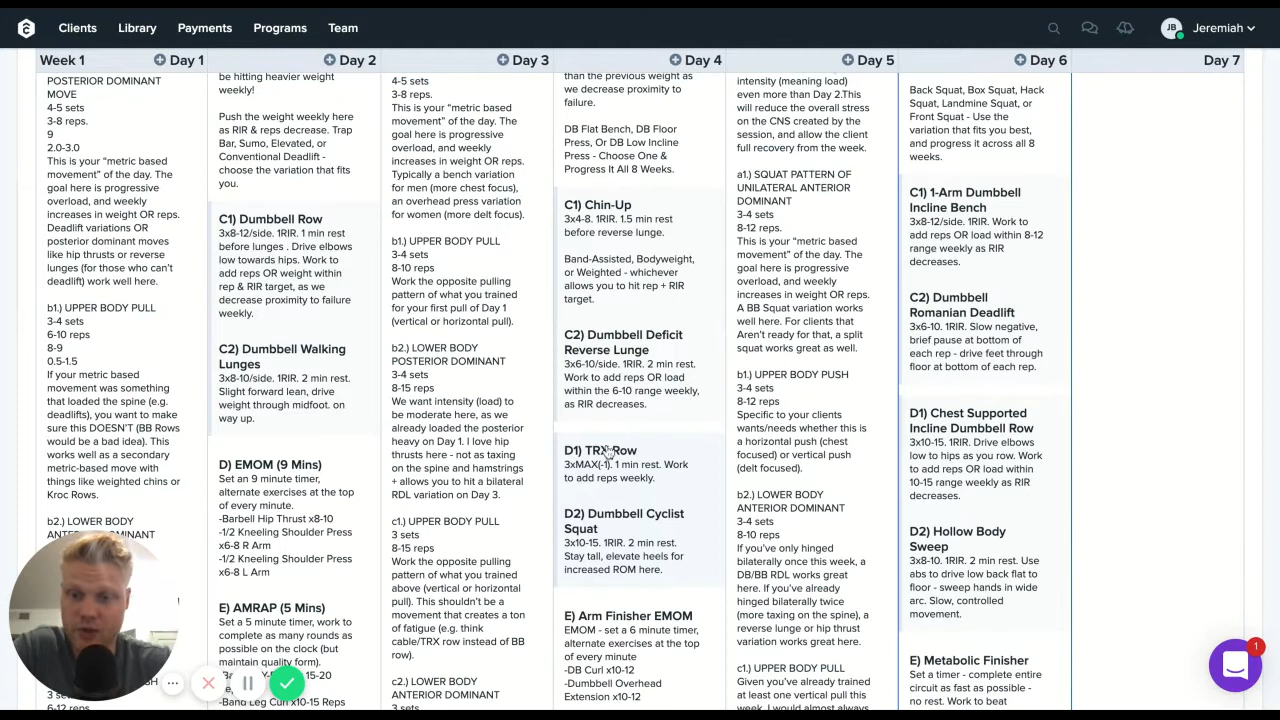 Clients Library Payments Programs Team
JB Jeremiah
Week 1 Day 1 Day 2 Day 3 Day 4 Day 5 Day 6 Day 7
POSTERIOR DOMINANT
MOVE
4-5 sets
3-8 reps.
9
2.0-3.0
This is your “metric based
movement” of the day. The
goal here is progressive
overload, and weekly
increases in weight OR reps.
Deadlift variations OR
posterior dominant moves
like hip thrusts or reverse
lunges (for those who can't
deadlift) work well here.
b1.) UPPER BODY PULL
3-4 sets
6-10 reps
8-9
0.5-1.5
If your metric based
movement was something
that loaded the spine (e.g.
deadlifts), you want to make
sure this DOESN'T (BB Rows
would be a bad idea). This
works well as a secondary
metric-based move with
things like weighted chins or
Kroc Rows.
b2.) LOWER BODY
be hitting heavier weight
weekly!
Push the weight weekly here
as RIR & reps decrease. Trap
Bar, Sumo, Elevated, or
Conventional Deadlift -
choose the variation that fits
you.
C1) Dumbbell Row
3x8-12/side. 1RIR. 1 min rest
before lunges . Drive elbows
low towards hips. Work to
add reps OR weight within
rep & RIR target, as we
decrease proximity to failure
weekly.
C2) Dumbbell Walking
Lunges
3x8-10/side. 1RIR. 2 min rest.
Slight forward lean, drive
weight through midfoot. on
way up.
D) EMOM (9 Mins)
Set an 9 minute timer,
alternate exercises at the top
of every minute.
-Barbell Hip Thrust x8-10
-1/2 Kneeling Shoulder Press
x6-8 R Arm
-1/2 Kneeling Shoulder Press
x6-8 L Arm
E) AMRAP (5 Mins)
Set a 5 minute timer, work to
complete as many rounds as
possible on the clock (but
maintain quality form).
15-20
-Band Leg Curl x10-15 Reps
4-5 sets
3-8 reps.
This is your “metric based
movement” of the day. The
goal here is progressive
overload, and weekly
increases in weight OR reps.
Typically a bench variation
for men (more chest focus),
an overhead press variation
for women (more delt focus).
b1.) UPPER BODY PULL
3-4 sets
8-10 reps
Work the opposite pulling
pattern of what you trained
for your first pull of Day 1
(vertical or horizontal pull).
b2.) LOWER BODY
POSTERIOR DOMINANT
3-4 sets
8-15 reps
We want intensity (load) to
be moderate here, as we
already loaded the posterior
heavy on Day 1. I love hip
thrusts here - not as taxing
on the spine and hamstrings
+ allows you to hit a bilateral
RDL variation on Day 3.
c1.) UPPER BODY PULL
3 sets
8-15 reps
Work the opposite pulling
pattern of what you trained
above (vertical or horizontal
pull). This shouldn't be a
movement that creates a ton
of fatigue (e.g. think
cable/TRX row instead of BB
row).
c2.) LOWER BODY
ANTERIOR DOMINANT
3 sets
than the previous weight as
we decrease proximity to
failure.
DB Flat Bench, DB Floor
Press, Or DB Low Incline
Press - Choose One &
Progress It All 8 Weeks.
C1) Chin-Up
3x4-8. 1RIR. 1.5 min rest
before reverse lunge.
Band-Assisted, Bodyweight,
or Weighted - whichever
allows you to hit rep + RIR
target.
C2) Dumbbell Deficit
Reverse Lunge
3x6-10/side. 1RIR. 2 min rest.
Work to add reps OR load
within the 6-10 range weekly,
as RIR decreases.
D1) TRX Row
3xMAX(-1). 1 min rest. Work
to add reps weekly.
D2) Dumbbell Cyclist
Squat
3x10-15. 1RIR. 2 min rest.
Stay tall, elevate heels for
increased ROM here.
E) Arm Finisher EMOM
EMOM - set a 6 minute timer,
alternate exercises at the top
of every minute
-DB Curl x10-12
-Dumbbell Overhead
Extension x10-12
intensity (meaning load)
even more than Day 2.This
will reduce the overall stress
on the CNS created by the
session, and allow the client
full recovery from the week.
a1.) SQUAT PATTERN OF
UNILATERAL ANTERIOR
DOMINANT
3-4 sets
8-12 reps.
This is your “metric based
movement” of the day. The
goal here is progressive
overload, and weekly
increases in weight OR reps.
A BB Squat variation works
well here. For clients that
Aren't ready for that, a split
squat works great as well.
b1.) UPPER BODY PUSH
3-4 sets
8-12 reps
Specific to your clients
wants/needs whether this is
a horizontal push (chest
focused) or vertical push
(delt focused).
b2.) LOWER BODY
ANTERIOR DOMINANT
3-4 sets
8-10 reps
If you've only hinged
bilaterally once this week, a
DB/BB RDL works great
here. If you've already
hinged bilaterally twice
(more taxing on the spine), a
reverse lunge or hip thrust
variation works great here.
c1.) UPPER BODY PULL
Given you've already trained
at least one vertical pull this
week, I would almost always
Back Squat, Box Squat, Hack
Squat, Landmine Squat, or
Front Squat - Use the
variation that fits you best,
and progress it across all 8
weeks.
C1) 1-Arm Dumbbell
Incline Bench
3x8-12/side. 1RIR. Work to
add reps OR load within 8-12
range weekly as RIR
decreases.
C2) Dumbbell
Romanian Deadlift
3x6-10. 1RIR. Slow negative,
brief pause at bottom of
each rep - drive feet through
floor at bottom of each rep.
D1) Chest Supported
Incline Dumbbell Row
3x10-15. 1RIR. Drive elbows
low to hips as you row. Work
to add reps OR load within
10-15 range weekly as RIR
decreases.
D2) Hollow Body
Sweep
3x8-10. 1RIR. 2 min rest. Use
abs to drive low back flat to
floor - sweep hands in wide
arc. Slow, controlled
movement.
E) Metabolic Finisher
Set a timer - complete entire
circuit as fast as possible -
no rest. Work to beat
1